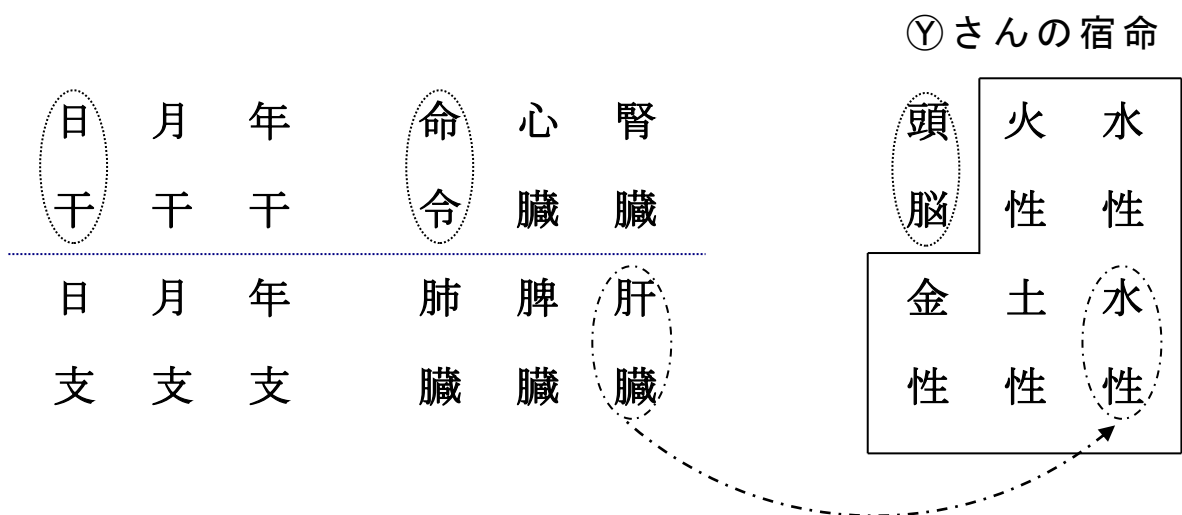 Ⓨさんの宿命
日干 月干 年干 命令 心臓 腎臓 頭脳 火性 水性
日支 月支 年支 肺臓 脾臓 肝臓 金性 土性 水性